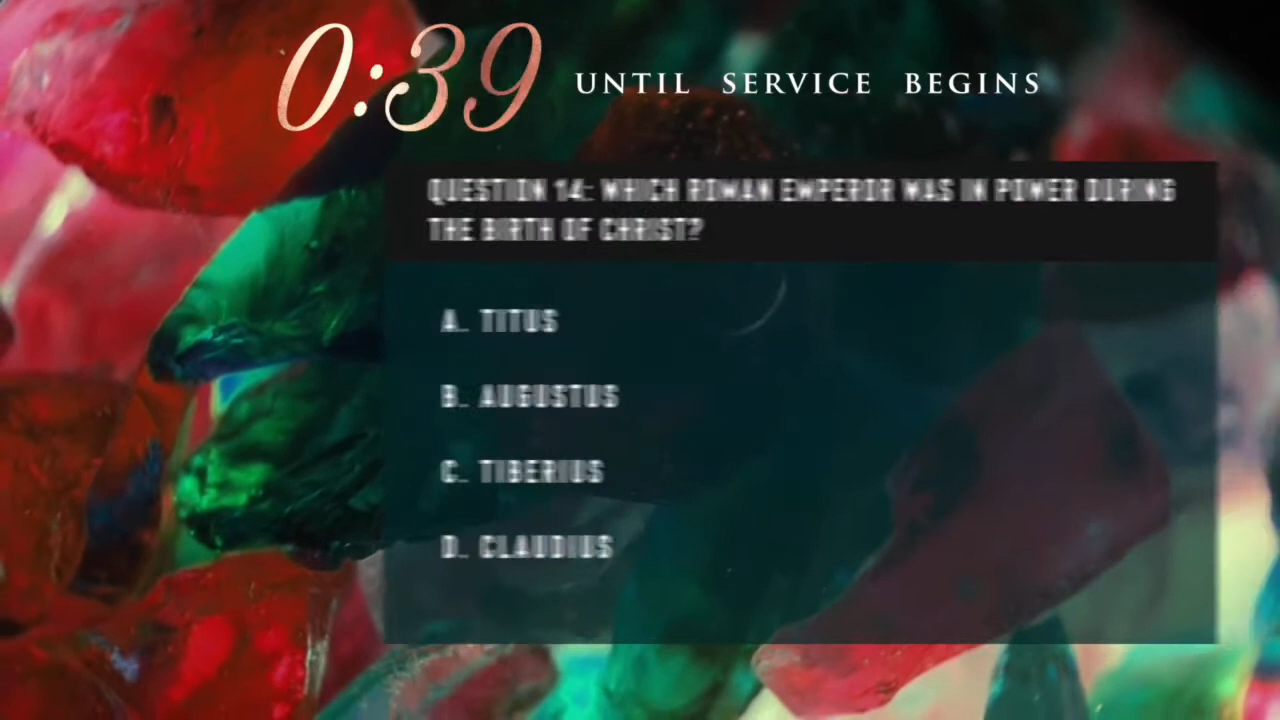 0:39 UNTIL SERVICE BEGINS
QUESTION 14: WHICH ROMAN EMPEROR WAS IN POWER DURING
THE BIRTH OF CHRIST?
A. TITUS
B. AUGUSTUS
C. TIBERIUS
D. CLAUDIUS